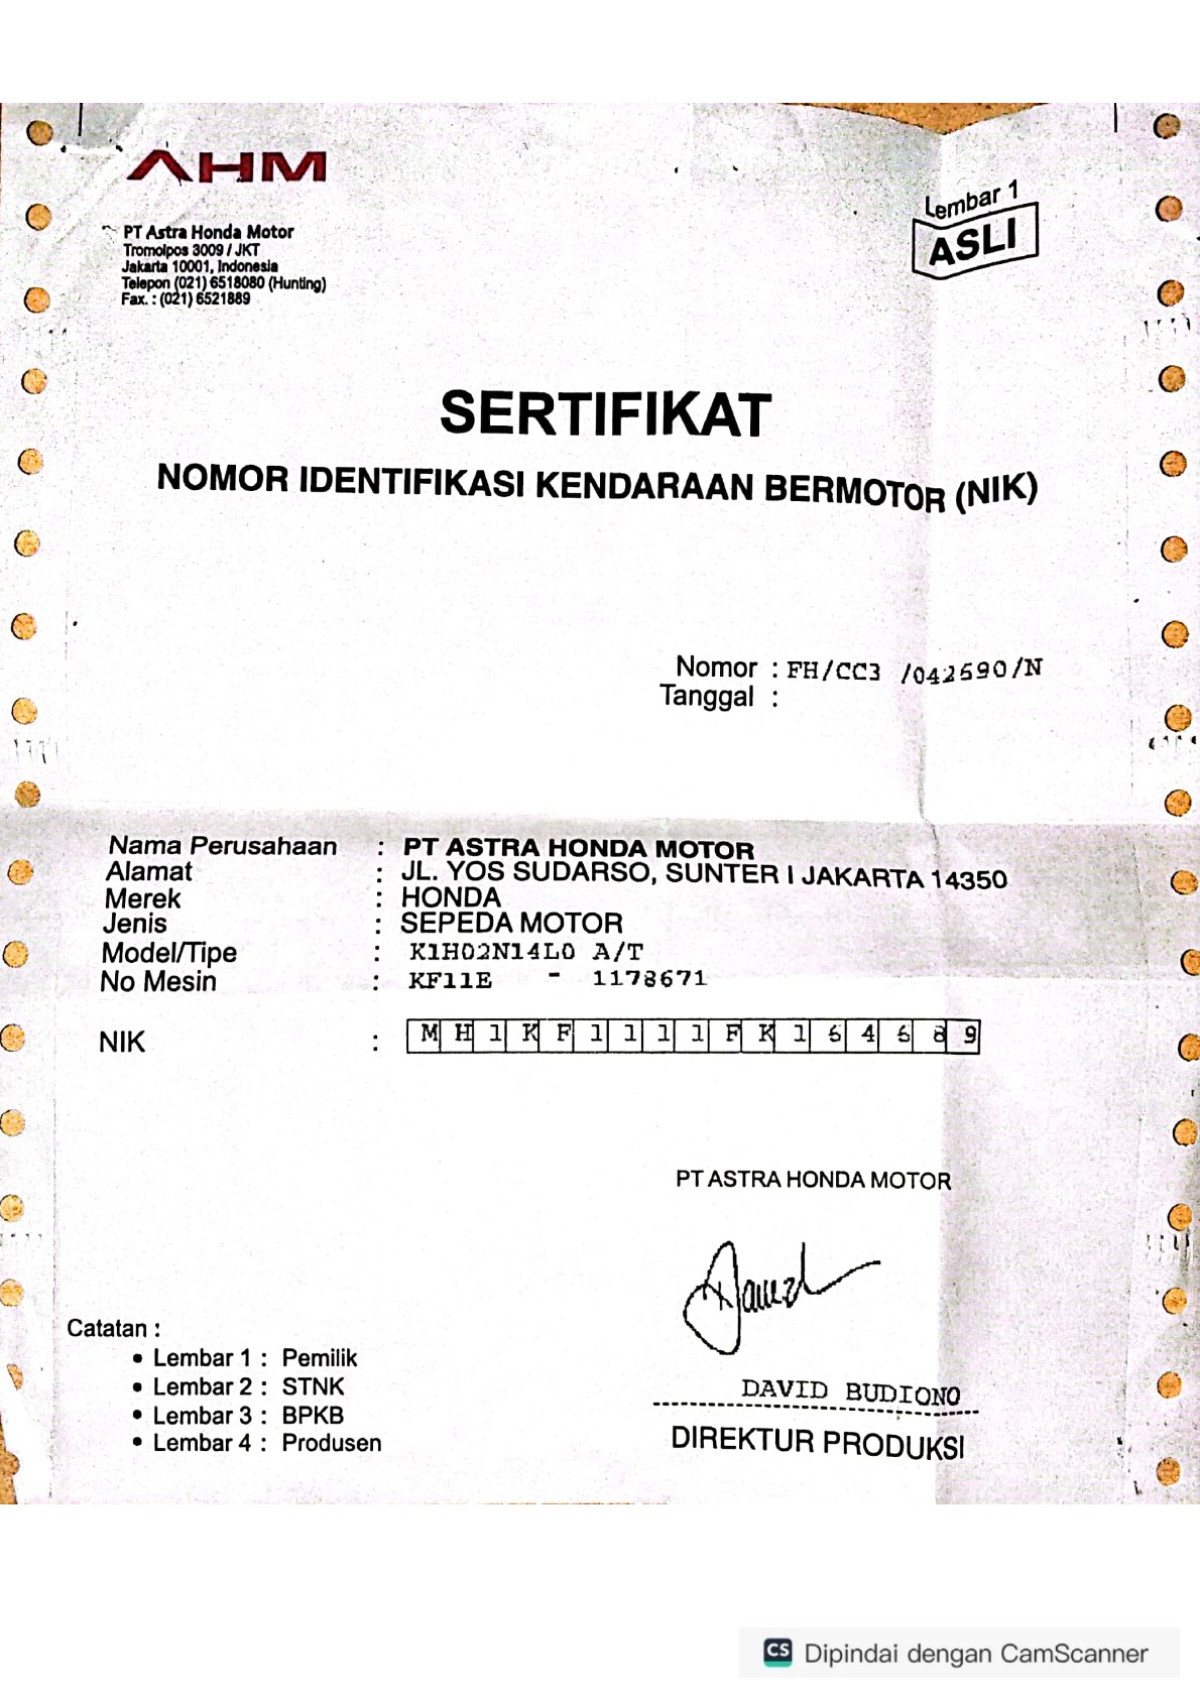 AHM
PT Astra Honda Motor
Tromolpos 3009 / JKT
Jakarta 10001, Indonesia
Telepon (021) 6518080 (Hunting)
Fax. : (021) 6521889
Lembar 1
ASLI
SERTIFIKAT
NOMOR IDENTIFIKASI KENDARAAN BERMOTOR (NIK)
Nomor : FH/CC3 /042690/N
Tanggal :
Nama Perusahaan : PT ASTRA HONDA MOTOR
Alamat : JL. YOS SUDARSO, SUNTER I JAKARTA 14350
Merek : HONDA
Jenis : SEPEDA MOTOR
Model/Tipe : K1H02N14L0 A/T
No Mesin : KF11E - 1178671
NIK : MH1KF1111FK164689
PT ASTRA HONDA MOTOR
DAVID BUDIONO
DIREKTUR PRODUKSI
Catatan :
• Lembar 1 : Pemilik
• Lembar 2 : STNK
• Lembar 3 : BPKB
• Lembar 4 : Produsen
CS Dipindai dengan CamScanner